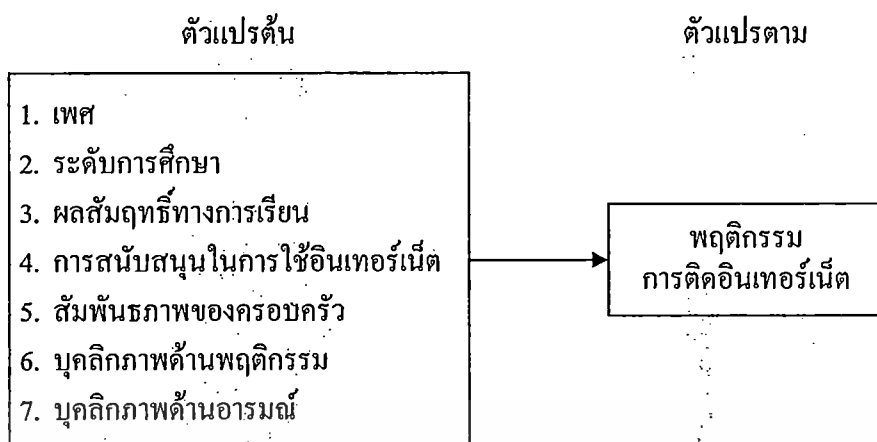 ตัวแปรต้น
ตัวแปรตาม
1. เพศ
2. ระดับการศึกษา
3. ผลสัมฤทธิ์ทางการเรียน
4. การสนับสนุนในการใช้อินเทอร์เน็ต
5. สัมพันธภาพของครอบครัว
6. บุคลิกภาพด้านพฤติกรรม
7. บุคลิกภาพด้านอารมณ์
พฤติกรรม
การติดอินเทอร์เน็ต